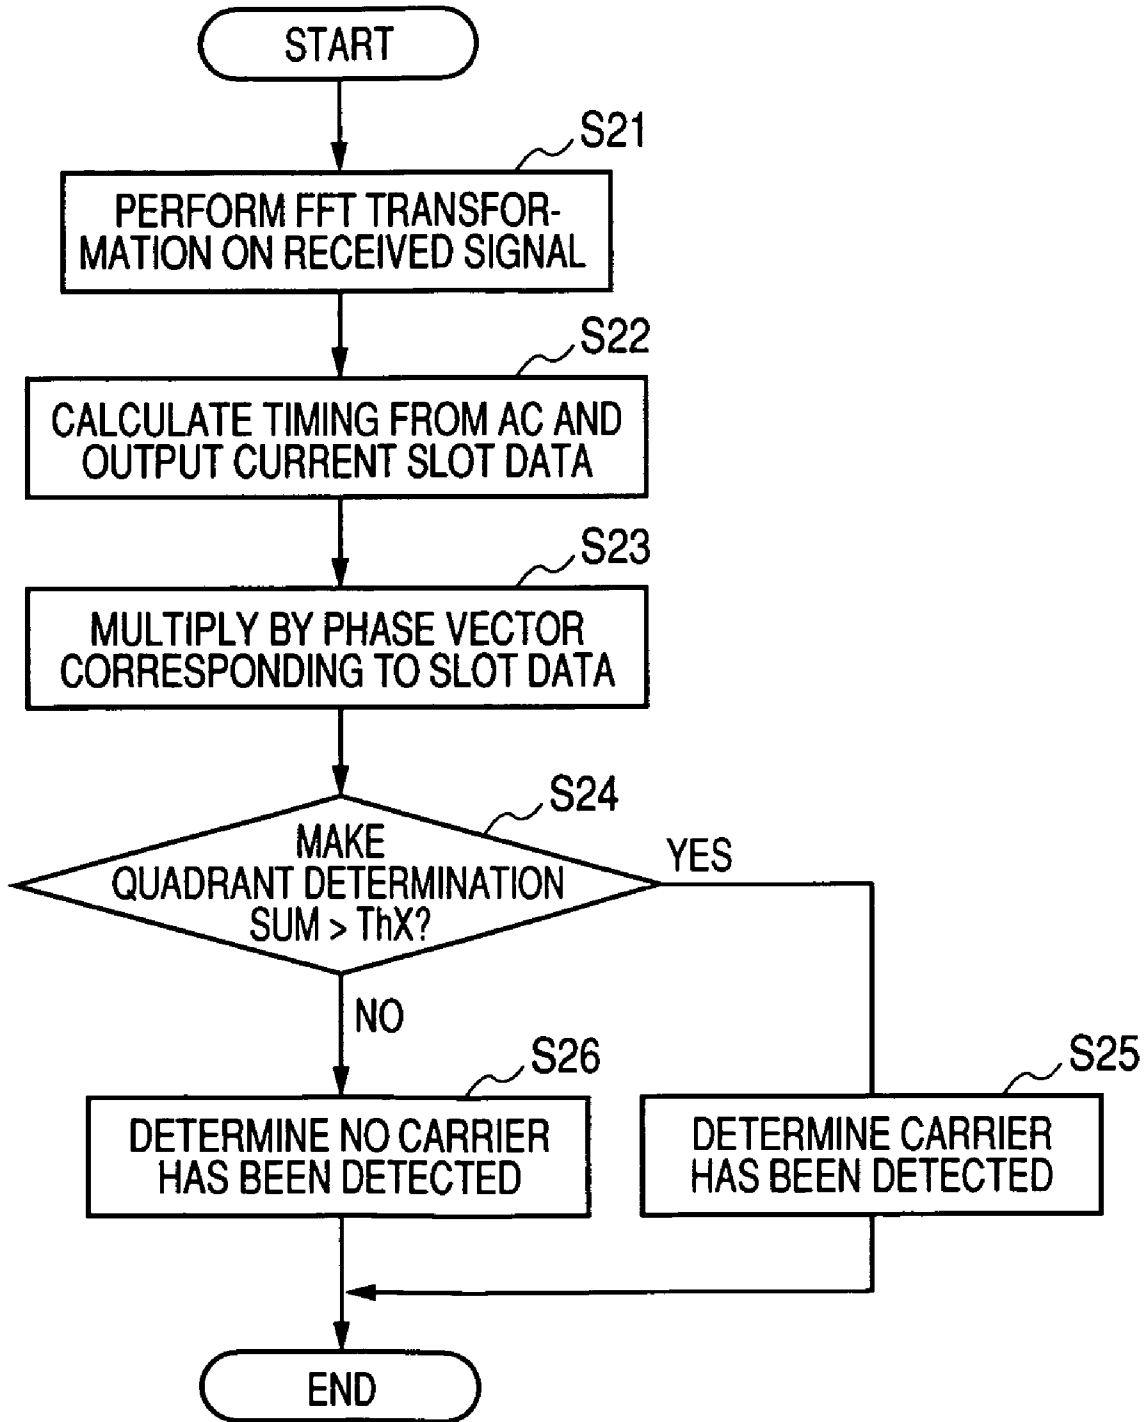 START
S21
PERFORM FFT TRANSFOR-
MATION ON RECEIVED SIGNAL
S22
CALCULATE TIMING FROM AC AND
OUTPUT CURRENT SLOT DATA
S23
MULTIPLY BY PHASE VECTOR
CORRESPONDING TO SLOT DATA
S24
MAKE
QUADRANT DETERMINATION
SUM > ThX?
YES
NO
S26
DETERMINE NO CARRIER
HAS BEEN DETECTED
S25
DETERMINE CARRIER
HAS BEEN DETECTED
END